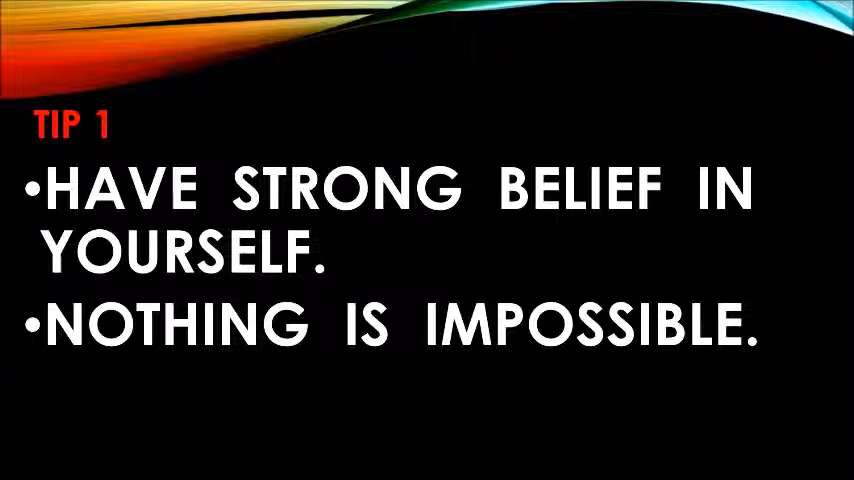 TIP 1
•HAVE STRONG BELIEF IN
YOURSELF.
•NOTHING IS IMPOSSIBLE.